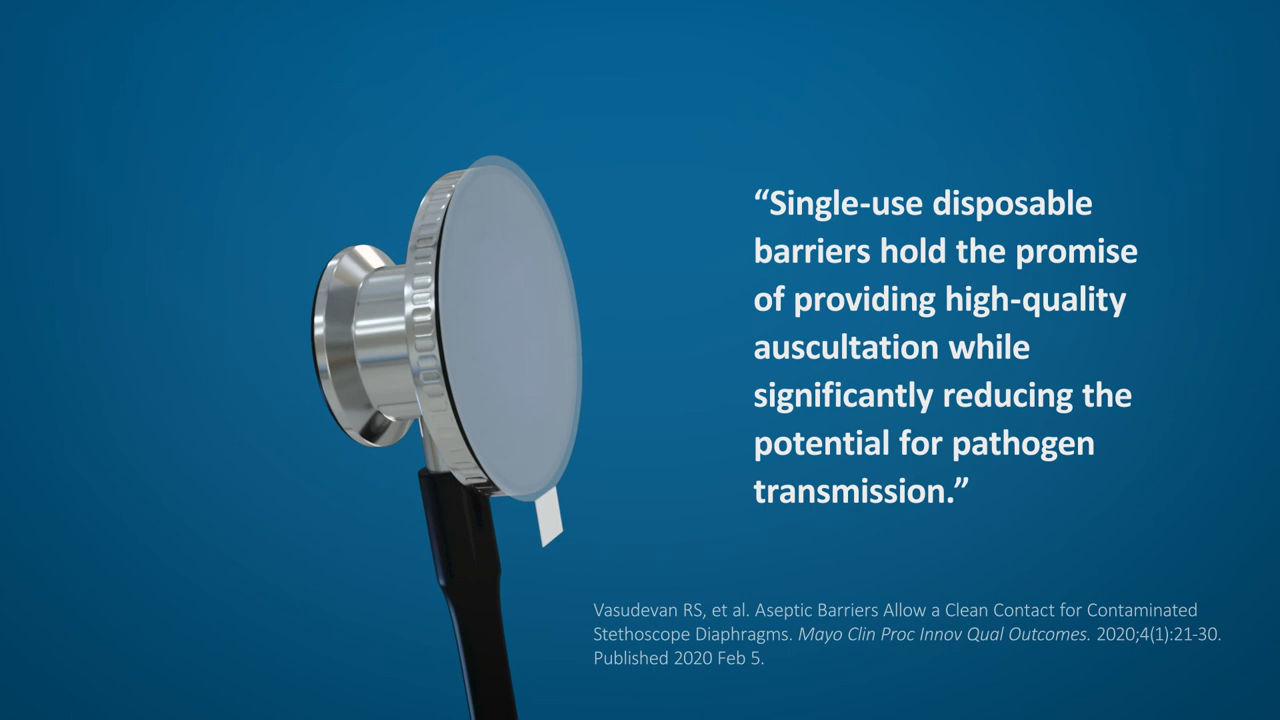 “Single-use disposable
barriers hold the promise
of providing high-quality
auscultation while
significantly reducing the
potential for pathogen
transmission.”
Vasudevan RS, et al. Aseptic Barriers Allow a Clean Contact for Contaminated
Stethoscope Diaphragms. Mayo Clin Proc Innov Qual Outcomes. 2020;4(1):21-30.
Published 2020 Feb 5.